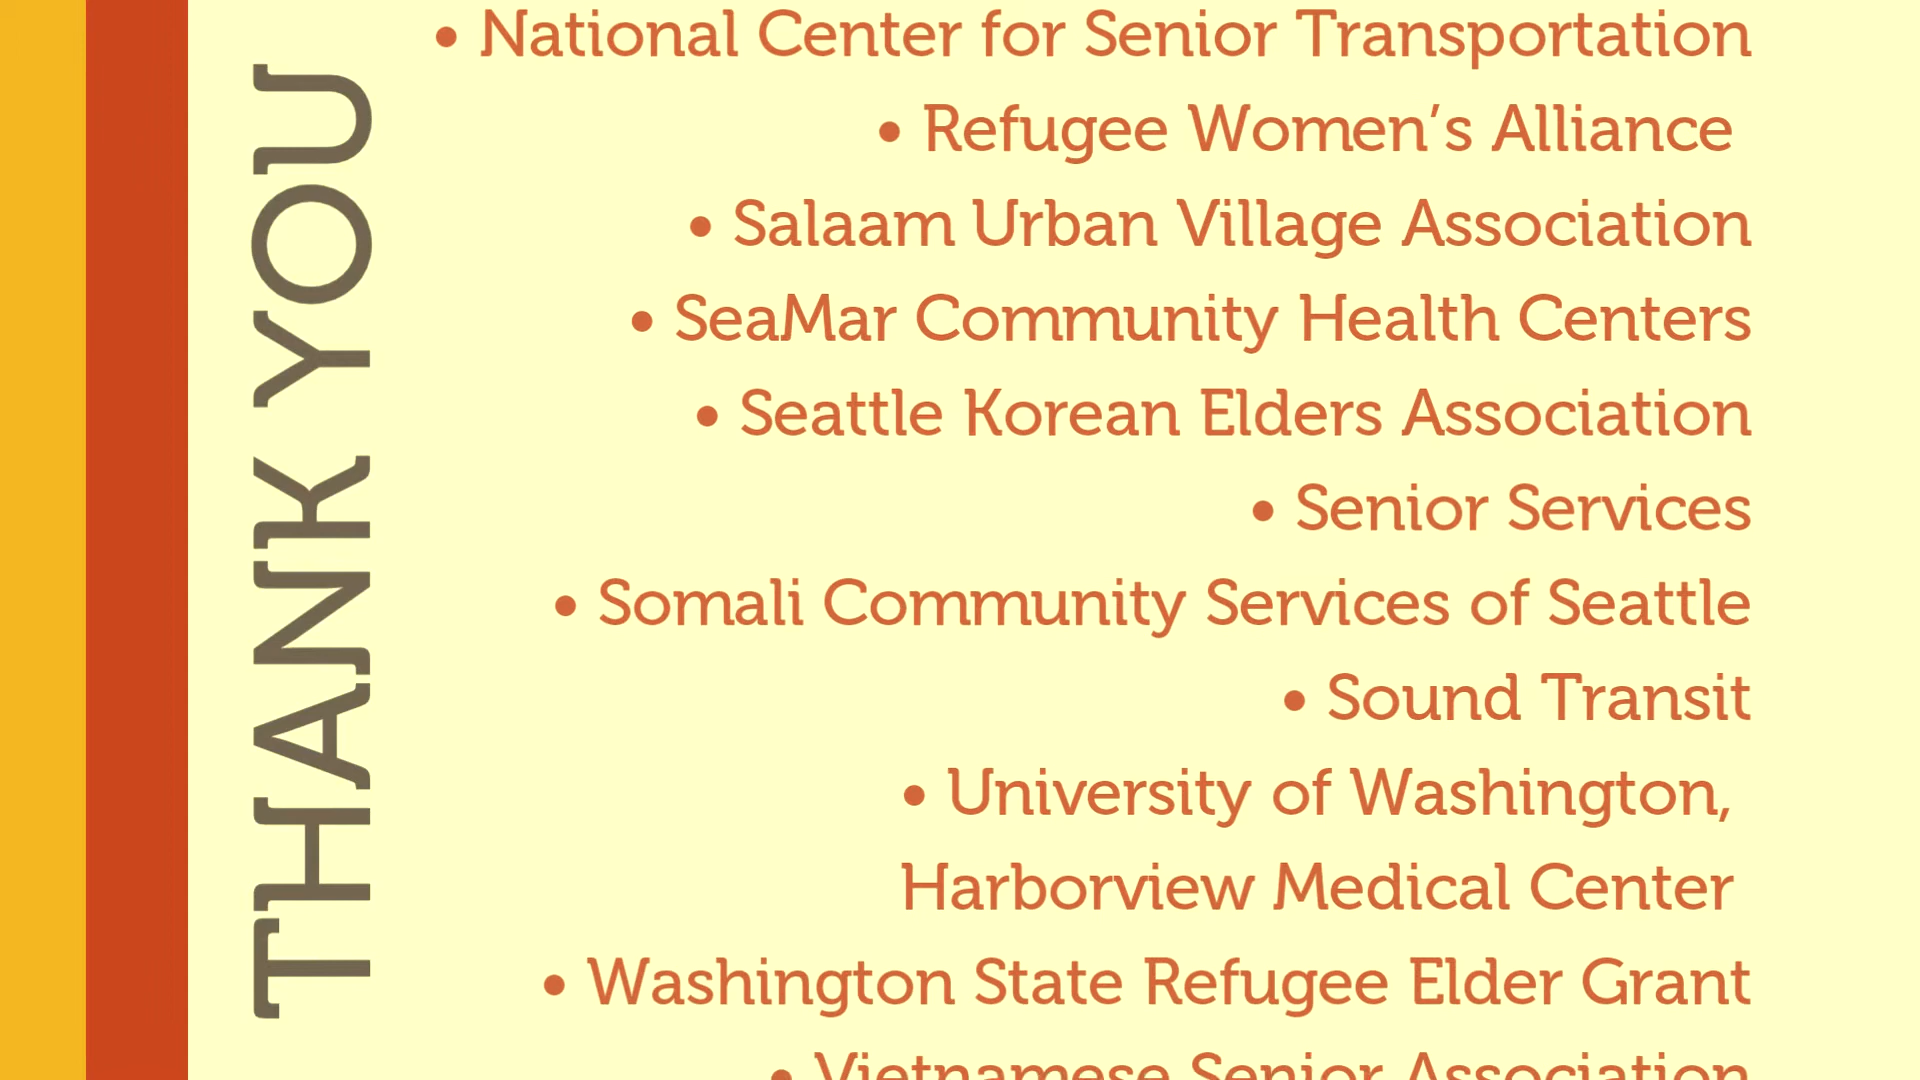 THANK YOU
• National Center for Senior Transportation
• Refugee Women’s Alliance
• Salaam Urban Village Association
• SeaMar Community Health Centers
• Seattle Korean Elders Association
• Senior Services
• Somali Community Services of Seattle
• Sound Transit
• University of Washington,
Harborview Medical Center
• Washington State Refugee Elder Grant
• Vietnamese Senior Association